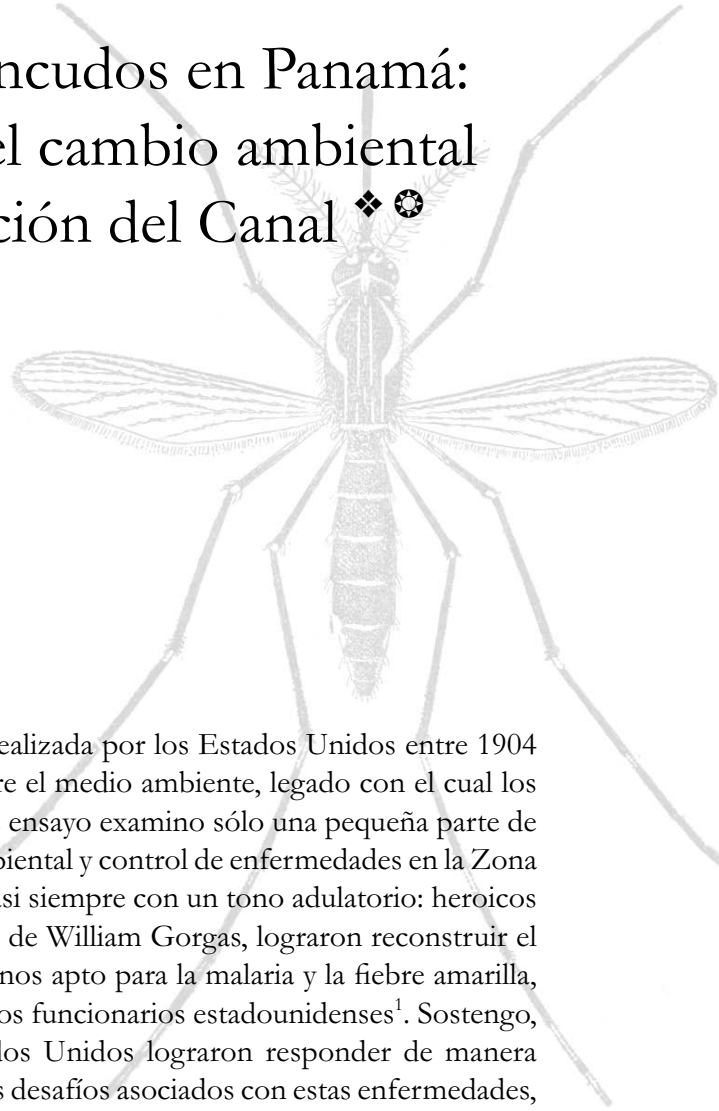 ncudos en Panamá:
el cambio ambiental
ción del Canal ❖ ❂
ealizada por los Estados Unidos entre 1904
re el medio ambiente, legado con el cual los
ensayo examino sólo una pequeña parte de
biental y control de enfermedades en la Zona
asi siempre con un tono adulatorio: heroicos
de William Gorgas, lograron reconstruir el
nos apto para la malaria y la fiebre amarilla,
os funcionarios estadounidenses¹. Sostengo,
los Unidos lograron responder de manera
s desafíos asociados con estas enfermedades,